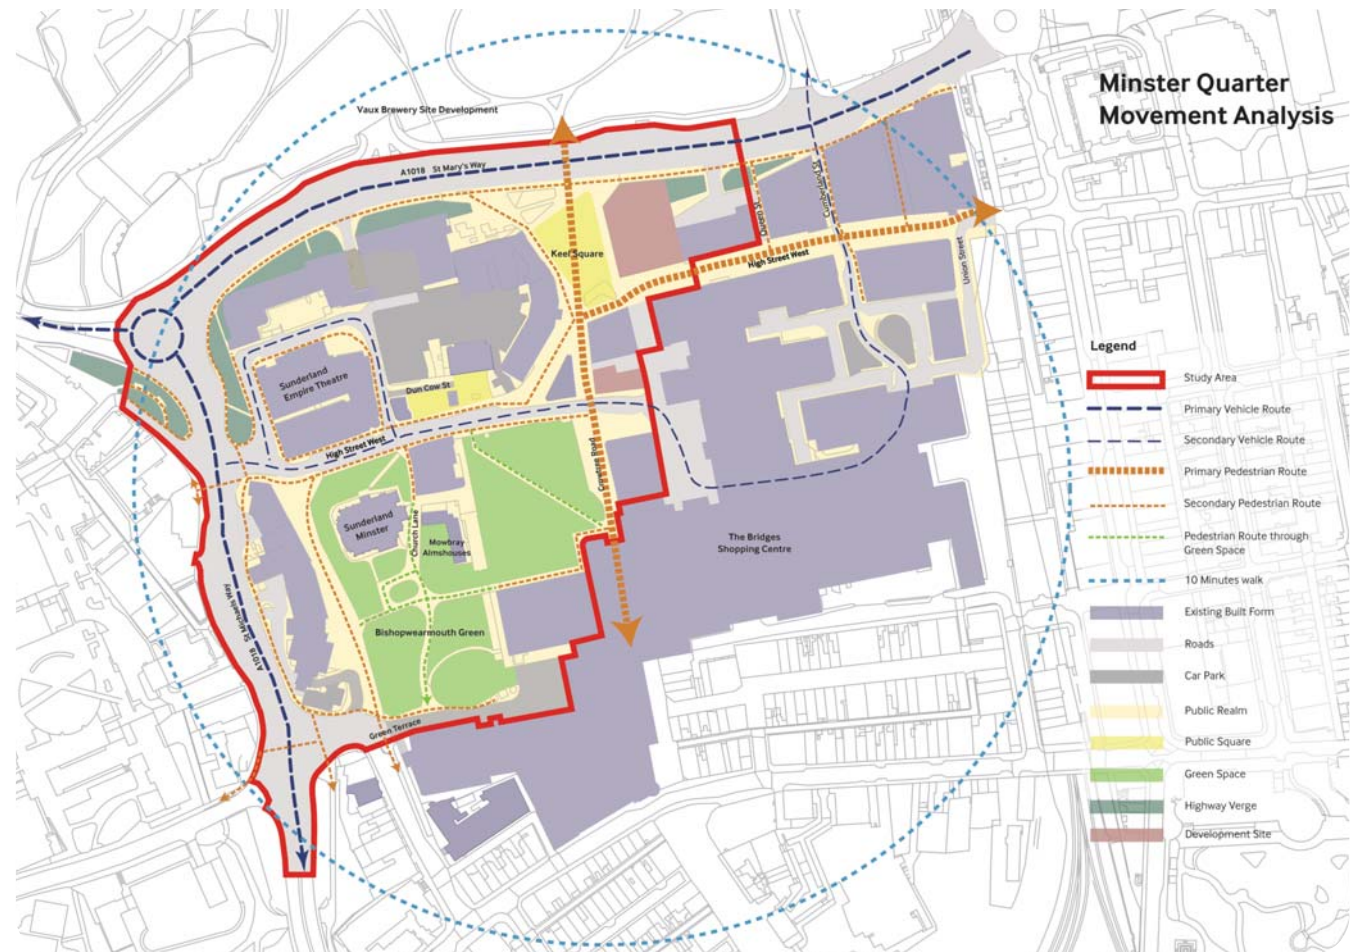 Minster Quarter
Movement Analysis
Vaux Brewery Site Development
A1018 St Mary's Way
Keel Square
Cumberland St
High Street West
Union Street
Sunderland
Empire Theatre
Dun Cow St
High Street West
Crowtree Road
Sunderland
Minster
Church Lane
Mowbray
Almshouses
The Bridges
Shopping Centre
Bishopwearmouth Green
A1018 St Michaels Way
Green Terrace
Legend
Study Area
Primary Vehicle Route
Secondary Vehicle Route
Primary Pedestrian Route
Secondary Pedestrian Route
Pedestrian Route through
Green Space
10 Minutes walk
Existing Built Form
Roads
Car Park
Public Realm
Public Square
Green Space
Highway Verge
Development Site